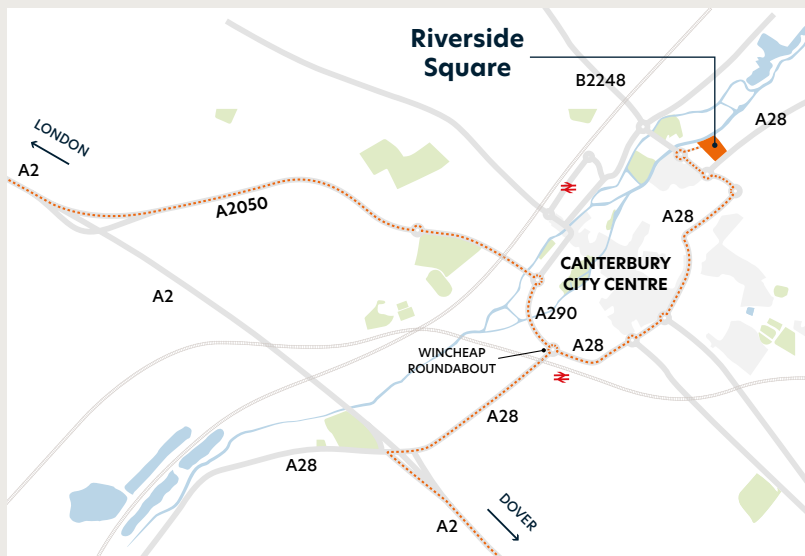 Riverside
Square
B2248
A28
LONDON
A2
A2050
A28
A2
CANTERBURY
CITY CENTRE
A290
WINCHEAP
ROUNDABOUT
A28
A28
A28
A2
DOVER